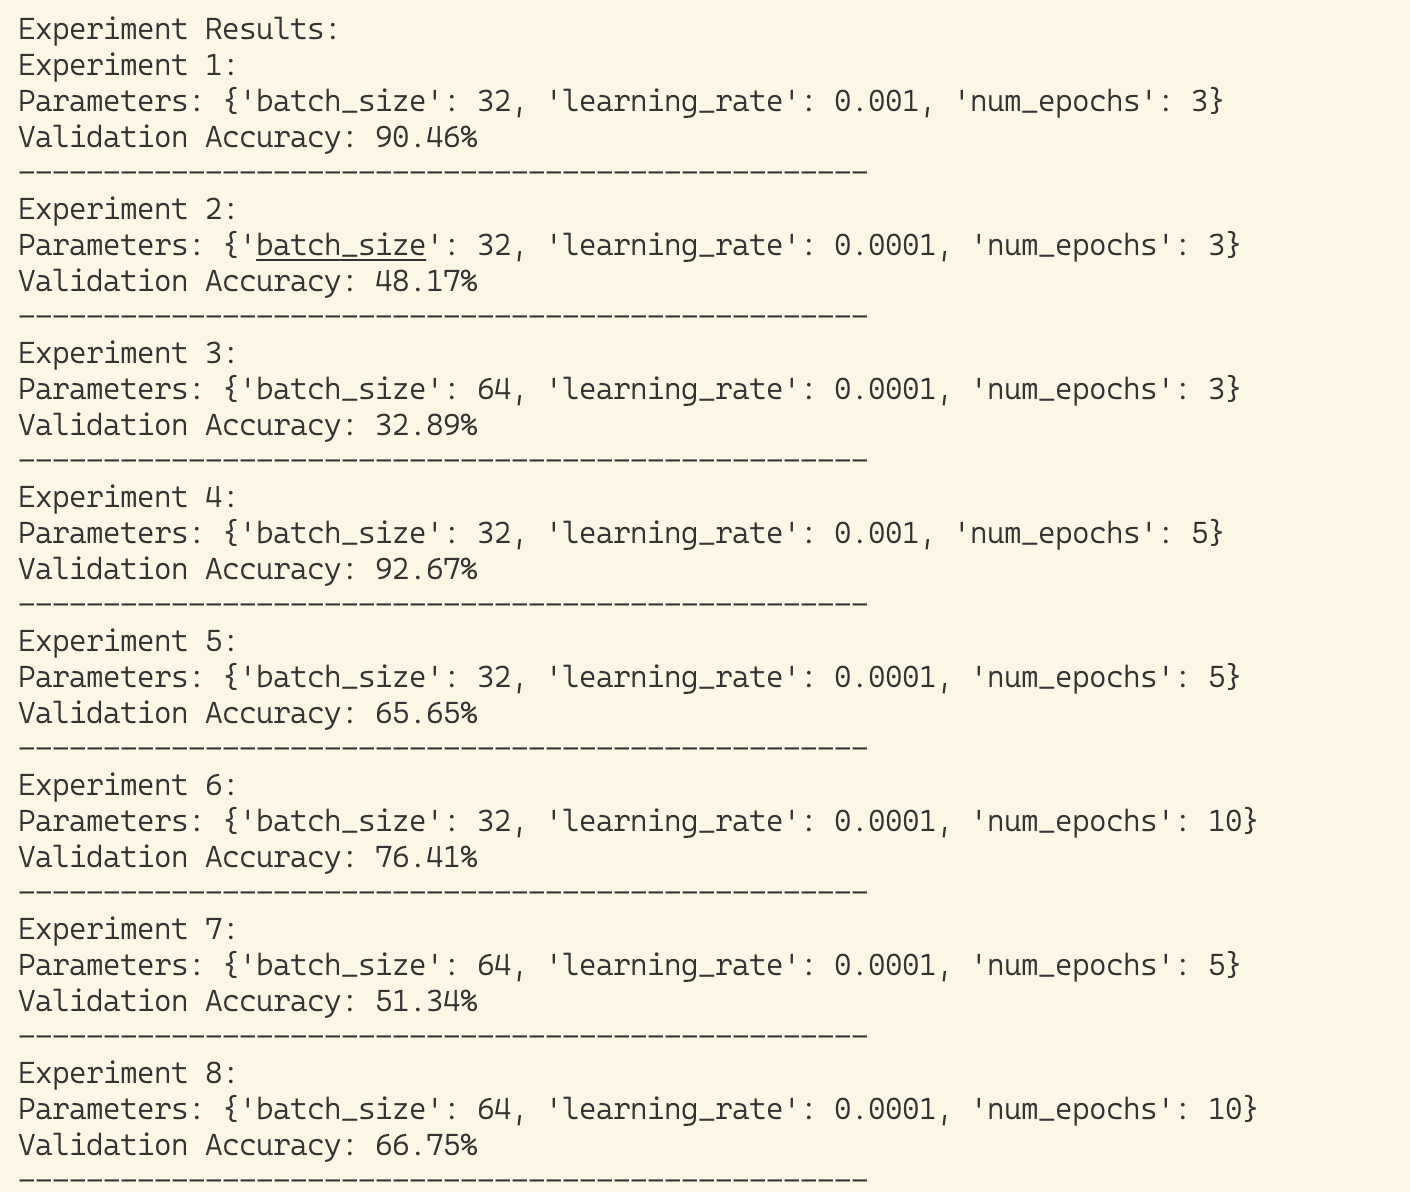 Experiment Results:
Experiment 1:
Parameters: {'batch_size': 32, 'learning_rate': 0.001, 'num_epochs': 3}
Validation Accuracy: 90.46%
--------------------------------------------------
Experiment 2:
Parameters: {'batch_size': 32, 'learning_rate': 0.0001, 'num_epochs': 3}
Validation Accuracy: 48.17%
--------------------------------------------------
Experiment 3:
Parameters: {'batch_size': 64, 'learning_rate': 0.0001, 'num_epochs': 3}
Validation Accuracy: 32.89%
--------------------------------------------------
Experiment 4:
Parameters: {'batch_size': 32, 'learning_rate': 0.001, 'num_epochs': 5}
Validation Accuracy: 92.67%
--------------------------------------------------
Experiment 5:
Parameters: {'batch_size': 32, 'learning_rate': 0.0001, 'num_epochs': 5}
Validation Accuracy: 65.65%
--------------------------------------------------
Experiment 6:
Parameters: {'batch_size': 32, 'learning_rate': 0.0001, 'num_epochs': 10}
Validation Accuracy: 76.41%
--------------------------------------------------
Experiment 7:
Parameters: {'batch_size': 64, 'learning_rate': 0.0001, 'num_epochs': 5}
Validation Accuracy: 51.34%
--------------------------------------------------
Experiment 8:
Parameters: {'batch_size': 64, 'learning_rate': 0.0001, 'num_epochs': 10}
Validation Accuracy: 66.75%
--------------------------------------------------